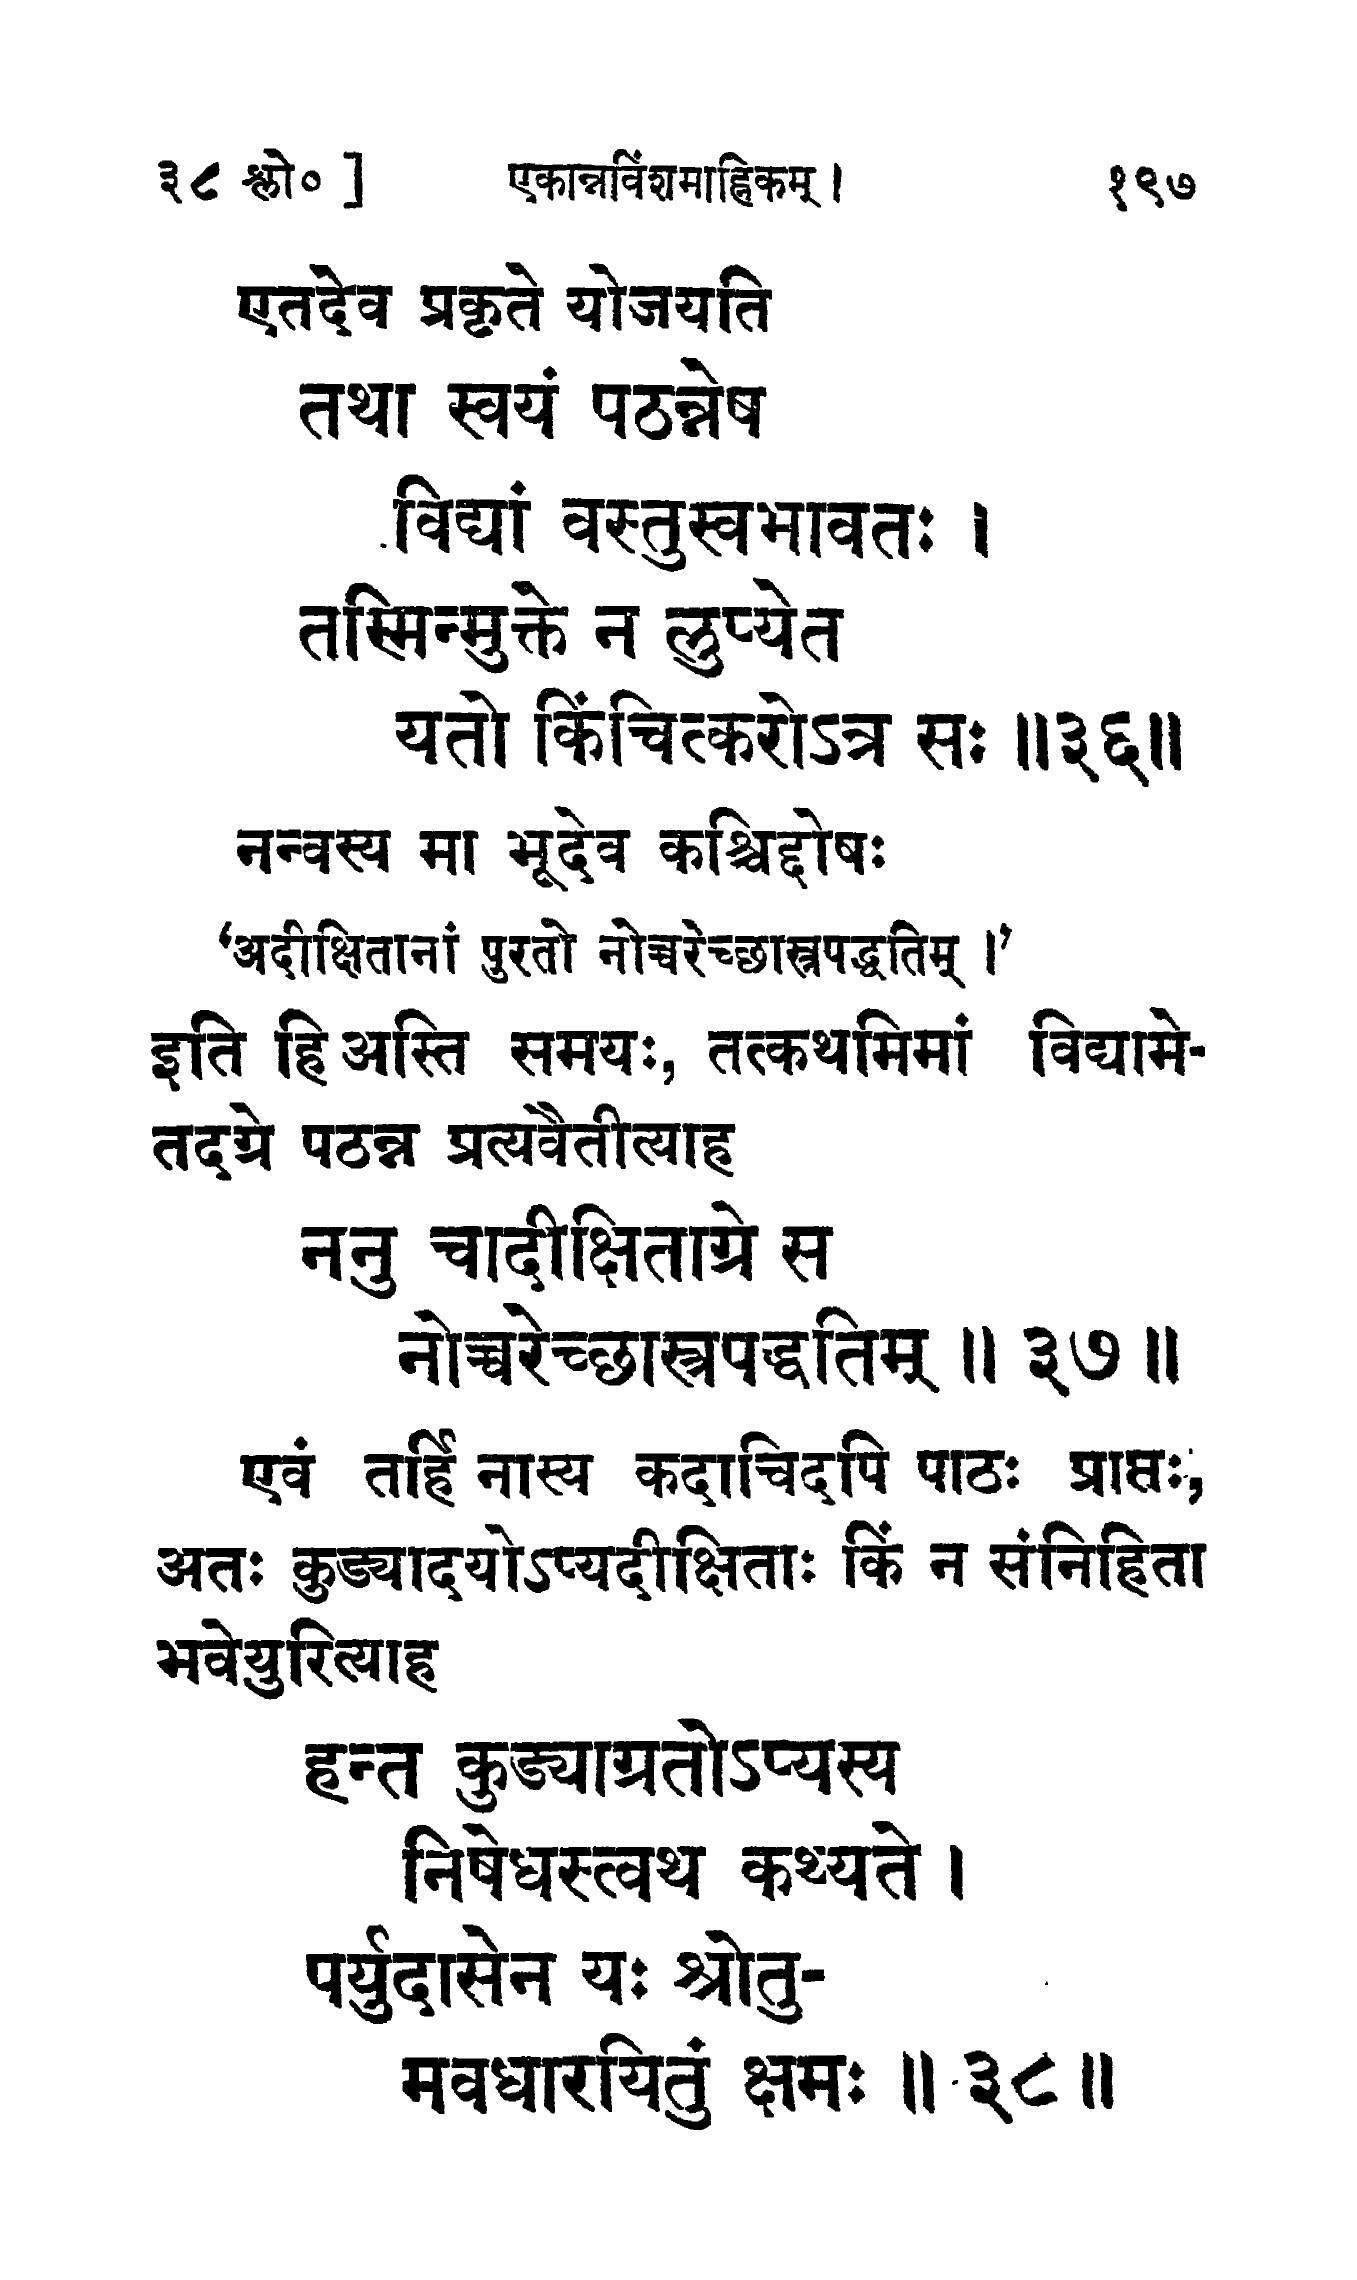 ३८ श्लो० ] एकान्नविंशमाह्निकम् । १९७
एतदेव प्रकृते योजयति
तथा स्वयं पठन्नेष
विद्यां वस्तुस्वभावतः ।
तस्मिन्मुक्ते न लुप्येत
यतो किंचित्करोऽत्र सः ॥३६॥
नन्वस्य मा भूदेव कश्चिद्दोषः
‘अदीक्षितानां पुरतो नोच्चरेच्छास्त्रपद्धतिम् ।’
इति हि अस्ति समयः, तत्कथमिमां विद्यामे-
तदग्रे पठन्न प्रत्यवैतीत्याह
ननु चादीक्षिताग्रे स
नोच्चरेच्छास्त्रपद्धतिम् ॥ ३७ ॥
एवं तर्हि नास्य कदाचिदपि पाठः प्राप्तः,
अतः कुड्यादयोऽप्यदीक्षिताः किं न संनिहिता
भवेयुरित्याह
हन्त कुड्याग्रतोऽप्यस्य
निषेधस्त्वथ कथ्यते ।
पर्युदासेन यः श्रोतु-
मवधारयितुं क्षमः ॥ ३८ ॥